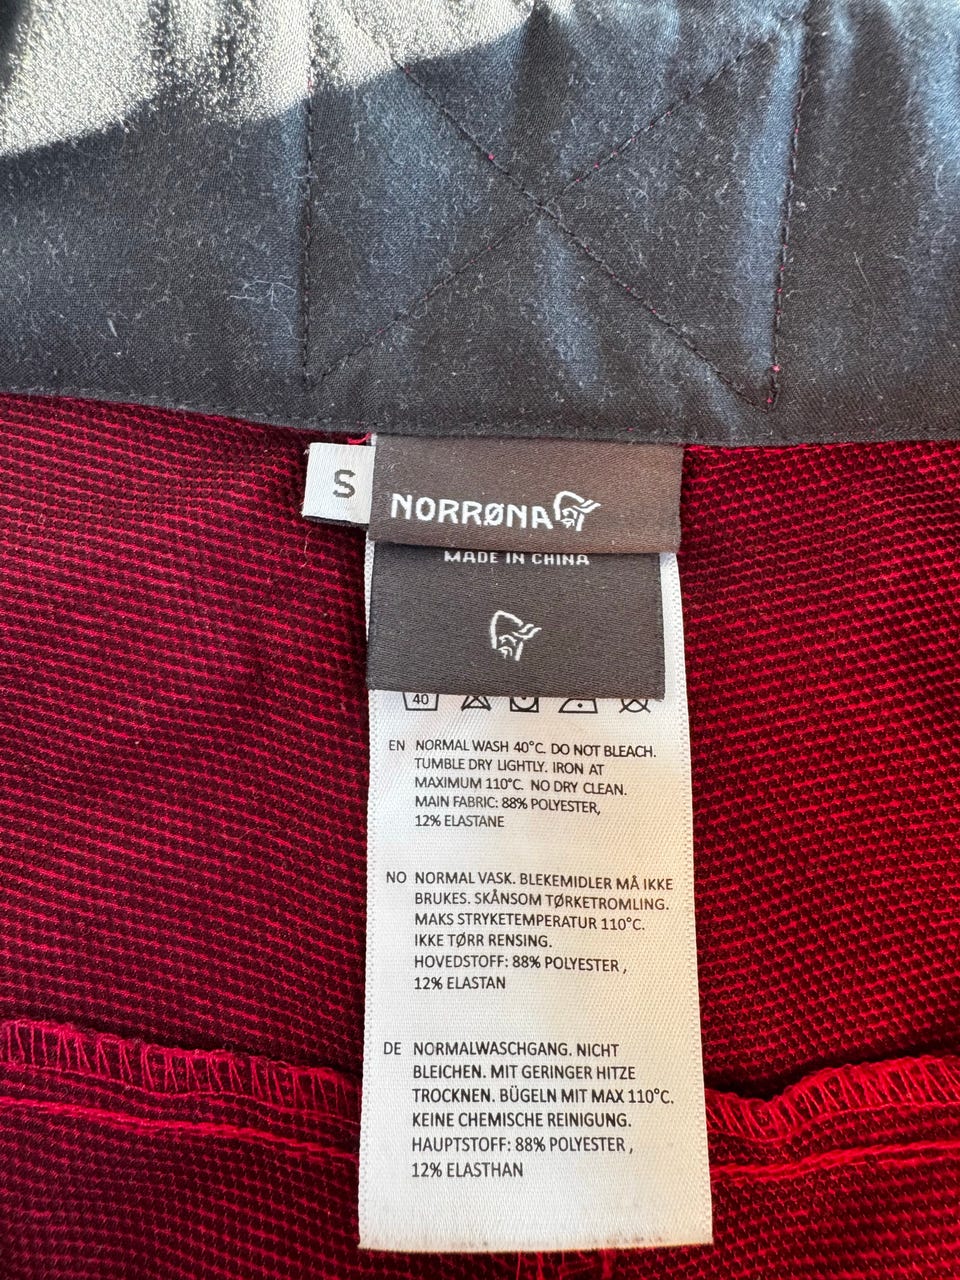 S
NORRØNA
MADE IN CHINA
40
EN NORMAL WASH 40°C. DO NOT BLEACH.
TUMBLE DRY LIGHTLY. IRON AT
MAXIMUM 110°C. NO DRY CLEAN.
MAIN FABRIC: 88% POLYESTER,
12% ELASTANE
NO NORMAL VASK. BLEKEMIDLER MÅ IKKE
BRUKES. SKÅNSOM TØRKETROMLING.
MAKS STRYKETEMPERATUR 110°C.
IKKE TØRR RENSING.
HOVEDSTOFF: 88% POLYESTER ,
12% ELASTAN
DE NORMALWASCHGANG. NICHT
BLEICHEN. MIT GERINGER HITZE
TROCKNEN. BÜGELN MIT MAX 110°C.
KEINE CHEMISCHE REINIGUNG.
HAUPTSTOFF: 88% POLYESTER ,
12% ELASTHAN